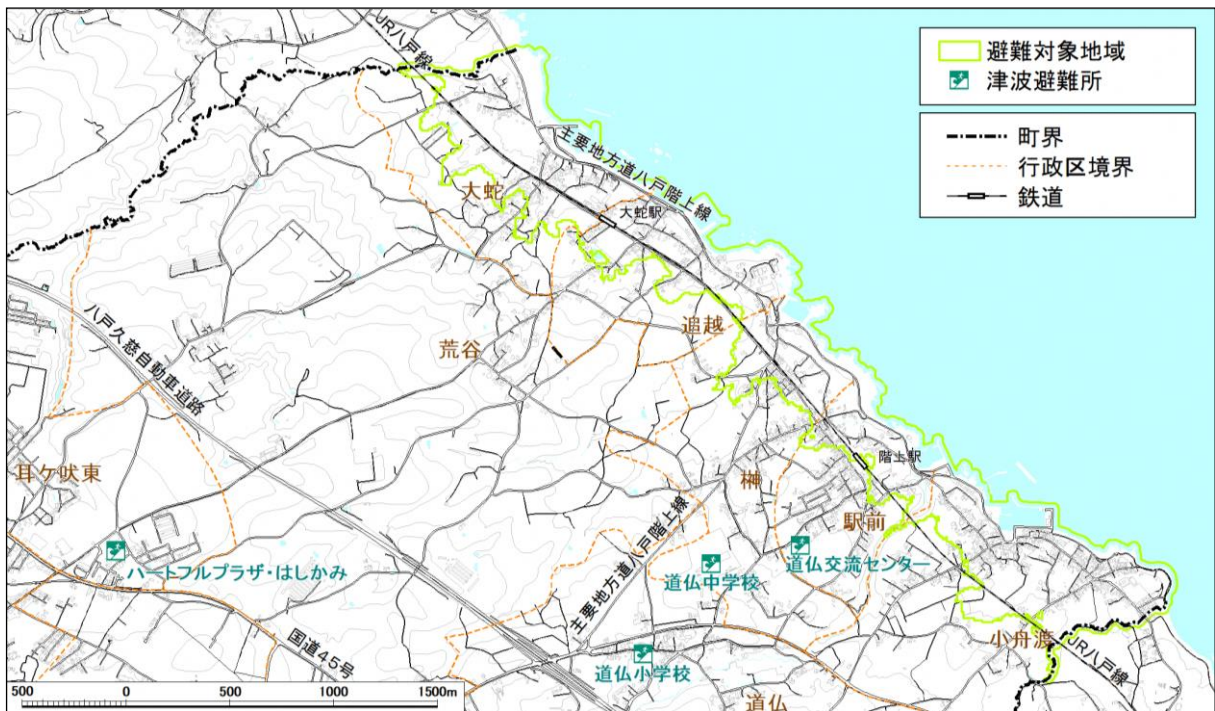 避難対象地域
津波避難所
町界
行政区境界
鉄道
JR八戸線
主要地方道八戸階上線
大蛇
大蛇駅
八戸久慈自動車道路
荒谷
追越
耳ケ吠東
ハートフルプラザ・はしかみ
榊
階上駅
駅前
主要地方道八戸階上線
道仏中学校
道仏交流センター
国道45号
道仏小学校
道仏
小舟渡
JR八戸線
500 0 500 1000 1500m